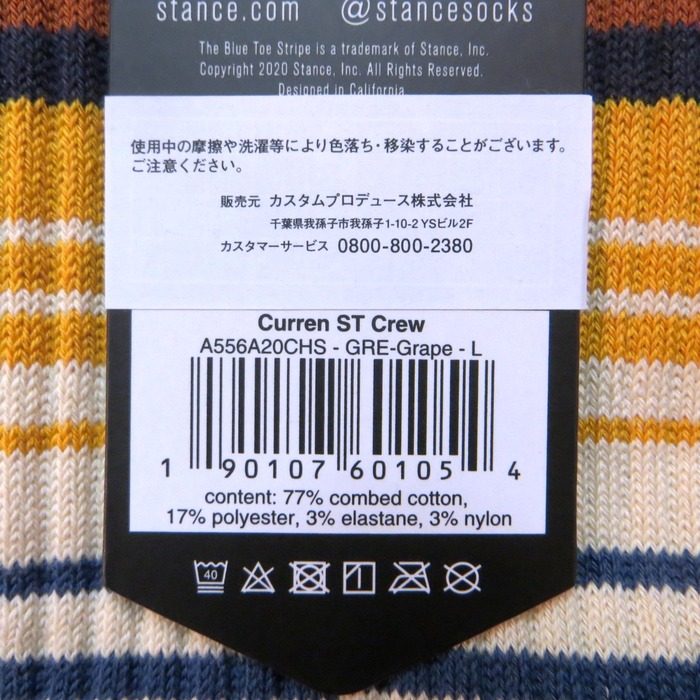 stance.com @stancesocks
The Blue Toe Stripe is a trademark of Stance, Inc.
Copyright 2020 Stance, Inc. All Rights Reserved.
Designed in California
使用中の摩擦や洗濯等により色落ち・移染することがございます。
ご注意ください。
販売元 カスタムプロデュース株式会社
千葉県我孫子市我孫子1-10-2 YSビル2F
カスタマーサービス 0800-800-2380
Curren ST Crew
A556A20CHS - GRE-Grape - L
1 90107 60105 4
content: 77% combed cotton,
17% polyester, 3% elastane, 3% nylon
40